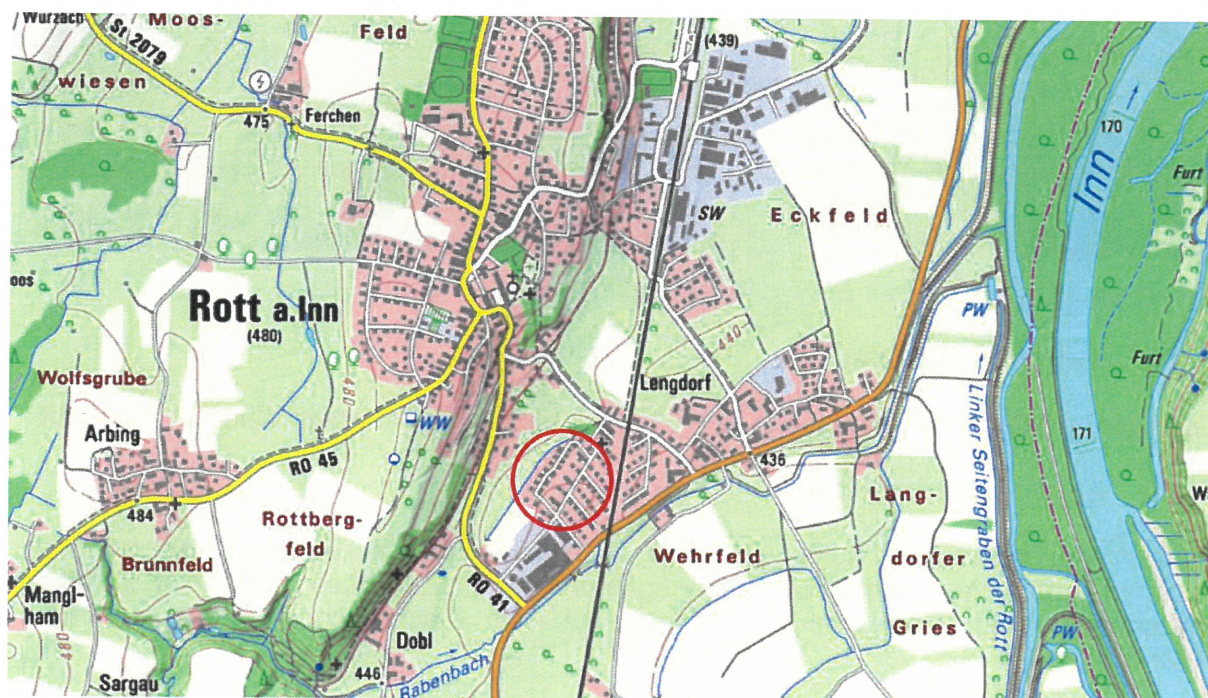 Wurzach
Moos-
wiesen
St 2079
Feld
(439)
475
Ferchen
170
Inn
Furt
SW
Eckfeld
Rott a.Inn
(480)
PW
440
Wolfsgrube
480
Lengdorf
Furt
Arbing
WW
RO 45
Linker Seitengraben der Rott
171
436
484
Rottberg-
feld
Lang-
dorfer
Gries
Brunnfeld
Wehrfeld
Mangl-
ham
RO 41
480
Dobl
PW
446
Rabenbach
Sargau